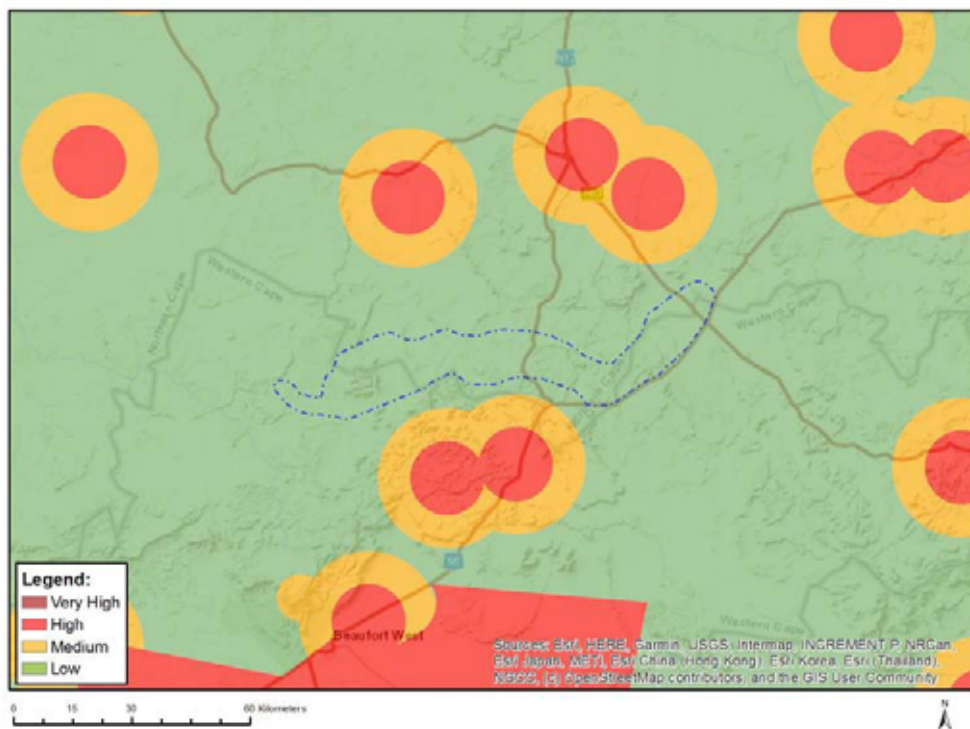 N12
Western Cape
Northern Cape
Western Cape
N1
Beaufort West
Western Cape
Legend:
Very High
High
Medium
Low
Sources: Esri, HERE, Garmin, USGS, Intermap, INCREMENT P, NRCan,
Esri Japan, METI, Esri China (Hong Kong), Esri Korea, Esri (Thailand),
NGCC, (c) OpenStreetMap contributors, and the GIS User Community
0 15 30 60 Kilometers
N